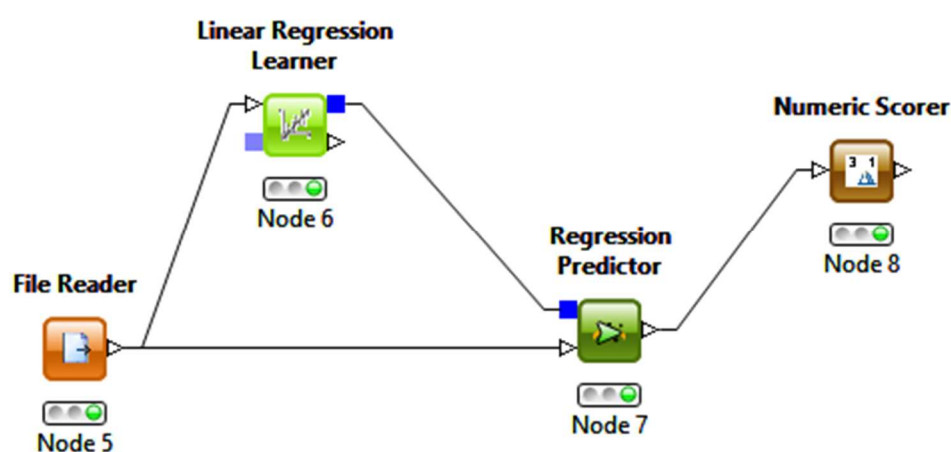 Linear Regression
Learner
Node 6
Numeric Scorer
3 1
Node 8
Regression
Predictor
Node 7
File Reader
Node 5